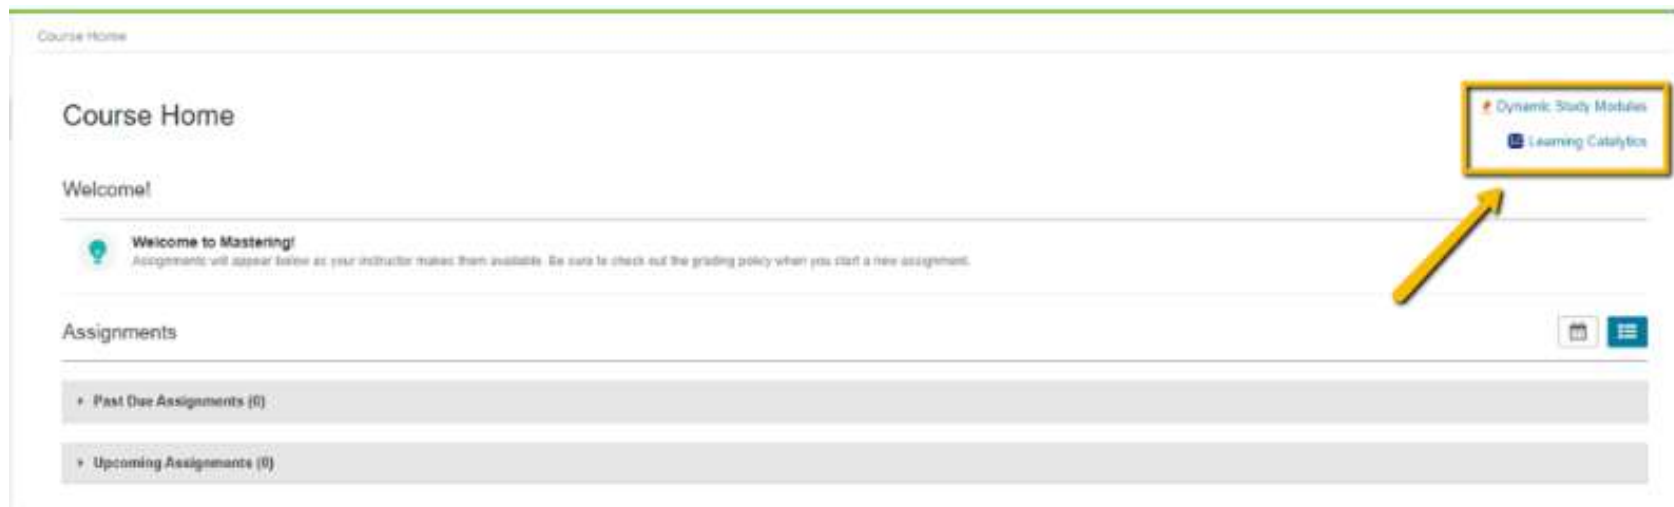 Course Home
Course Home
Dynamic Study Modules
Learning Catalytics
Welcome!
Welcome to Mastering!
Assignments will appear below as your instructor makes them available. Be sure to check out the grading policy when you start a new assignment.
Assignments
Past Due Assignments (0)
Upcoming Assignments (0)